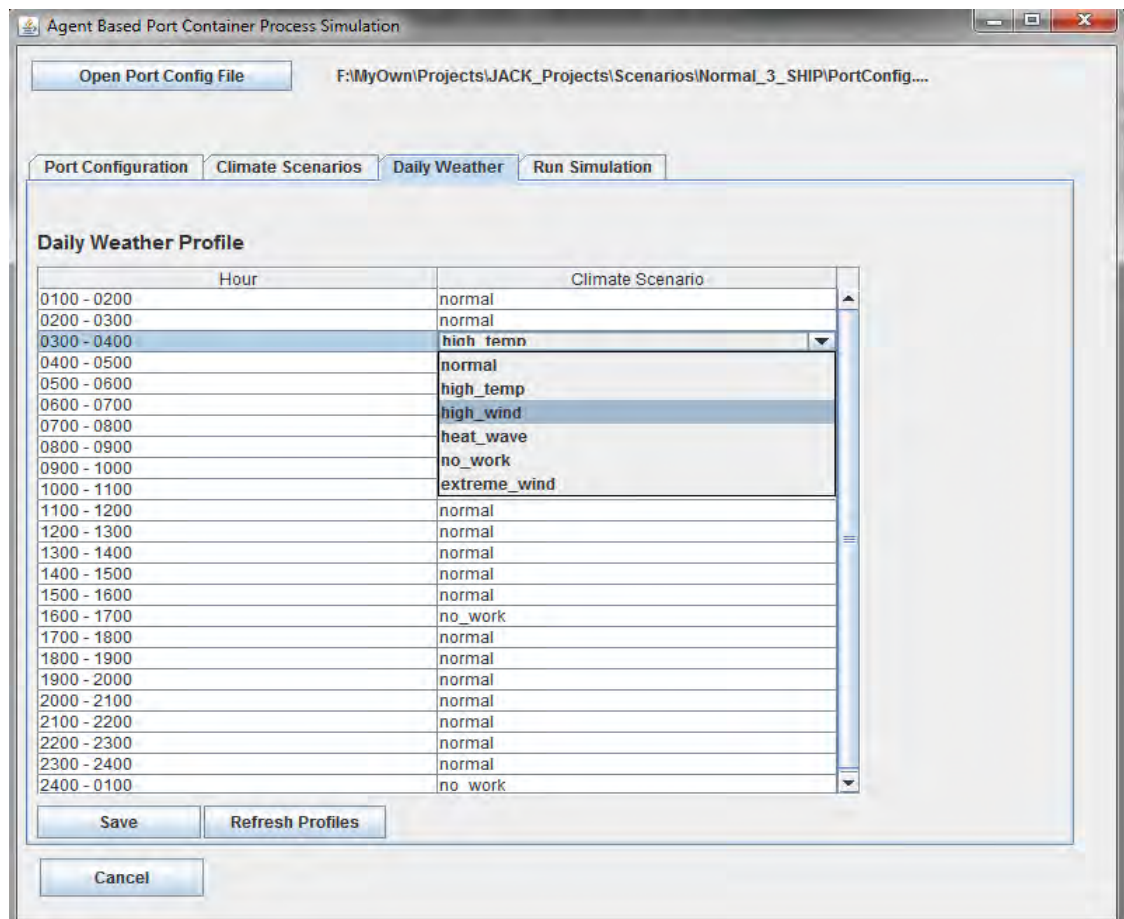 Agent Based Port Container Process Simulation
Open Port Config File F:\MyOwn\Projects\JACK_Projects\Scenarios\Normal_3_SHIP\PortConfig....
Port Configuration Climate Scenarios Daily Weather Run Simulation
Daily Weather Profile
Hour Climate Scenario
0100 - 0200 normal
0200 - 0300 normal
0300 - 0400 high_temp
0400 - 0500 normal
0500 - 0600 high_temp
0600 - 0700 high_wind
0700 - 0800 heat_wave
0800 - 0900
0900 - 1000 no_work
1000 - 1100 extreme_wind
1100 - 1200 normal
1200 - 1300 normal
1300 - 1400 normal
1400 - 1500 normal
1500 - 1600 normal
1600 - 1700 no_work
1700 - 1800 normal
1800 - 1900 normal
1900 - 2000 normal
2000 - 2100 normal
2100 - 2200 normal
2200 - 2300 normal
2300 - 2400 normal
2400 - 0100 no_work
Save Refresh Profiles
Cancel